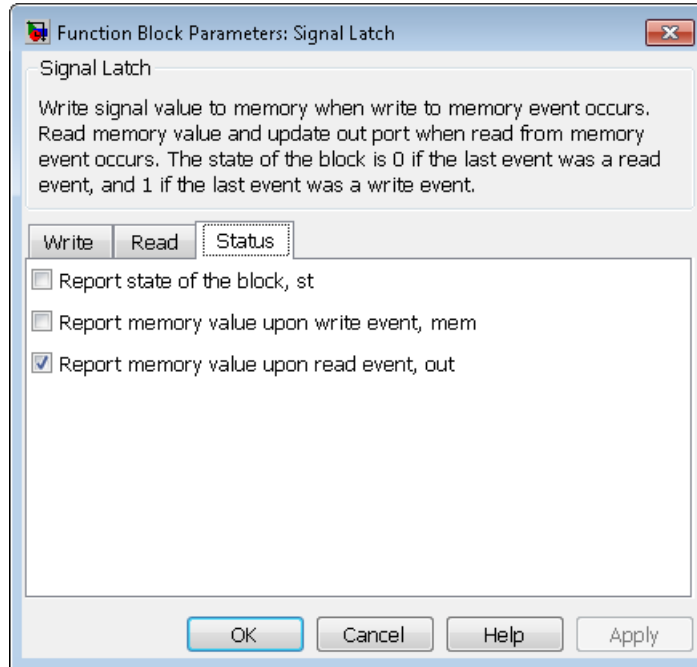 Function Block Parameters: Signal Latch
Signal Latch
Write signal value to memory when write to memory event occurs.
Read memory value and update out port when read from memory
event occurs. The state of the block is 0 if the last event was a read
event, and 1 if the last event was a write event.
Write Read Status
Report state of the block, st
Report memory value upon write event, mem
Report memory value upon read event, out
OK Cancel Help Apply